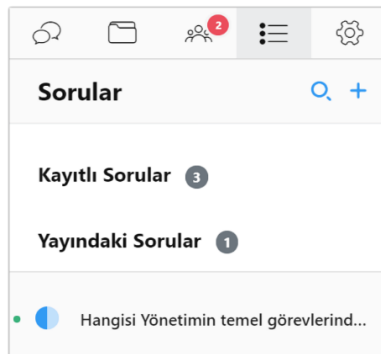 2
Sorular
Kayıtlı Sorular 3
Yayındaki Sorular 1
Hangisi Yönetimin temel görevlerind...